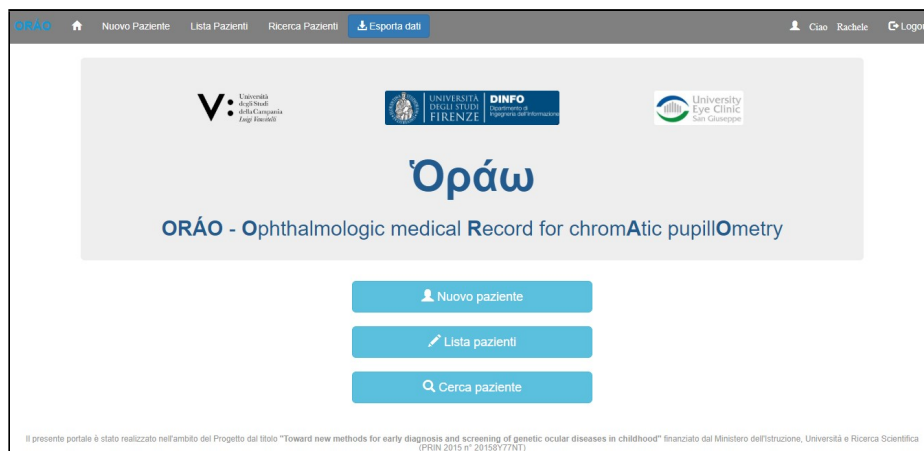 ORÁO Nuovo Paziente Lista Pazienti Ricerca Pazienti Esporta dati Ciao Rachele Logout
V: Università
degli Studi
della Campania
Luigi Vanvitelli
UNIVERSITÀ
DEGLI STUDI
FIRENZE
DINFO
Dipartimento di
Ingegneria dell'Informazione
University
Eye Clinic
San Giuseppe
Ὁράω
ORÁO - Ophthalmologic medical Record for chromAtic pupillOmetry
Nuovo paziente
Lista pazienti
Cerca paziente
Il presente portale è stato realizzato nell'ambito del Progetto dal titolo "Toward new methods for early diagnosis and screening of genetic ocular diseases in childhood" finanziato dal Ministero dell'Istruzione, Università e Ricerca Scientifica
(PRIN 2015 n° 20158Y77NT)